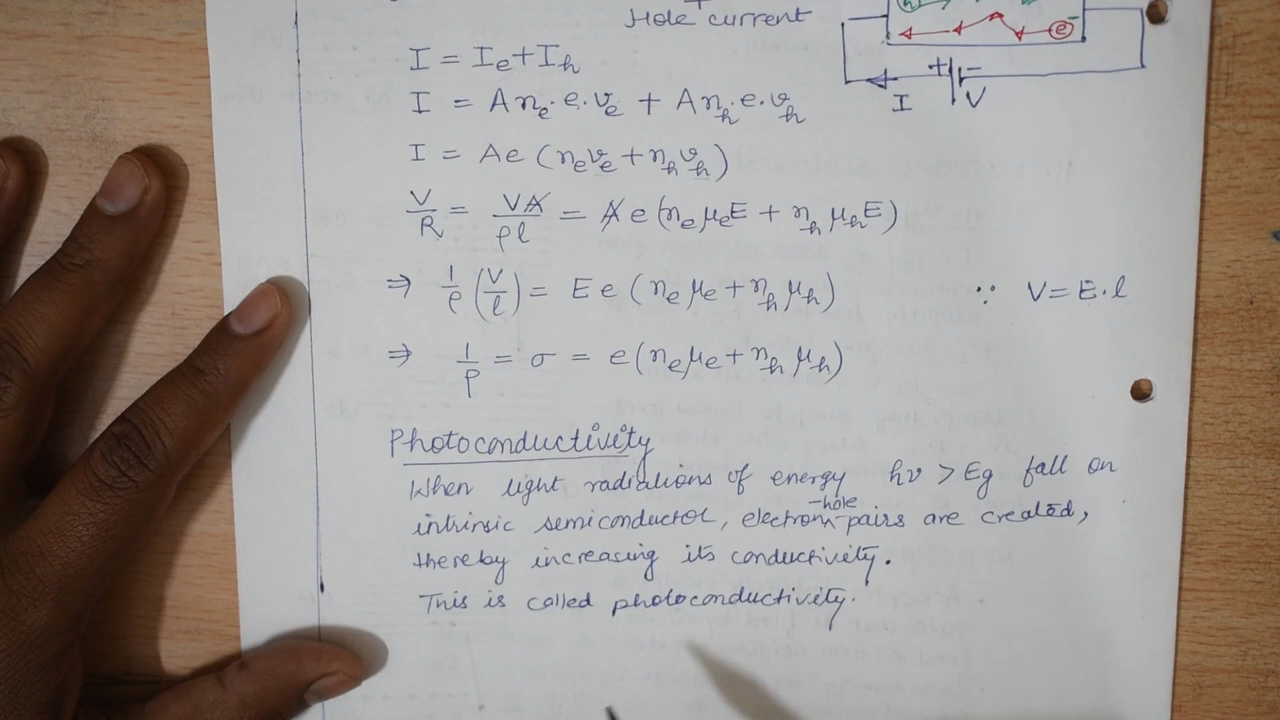 Hole current
h
e⁻
+ -
I V
I = Iₑ+Iₕ
I = Anₑ.e.vₑ + Anₕ.e.vₕ
I = Ae (nₑvₑ+nₕvₕ)
V/R = VA/ρl = Ae (nₑμₑE + nₕμₕE)
⇒ 1/ρ (V/l) = Ee (nₑμₑ+nₕμₕ) ∵ V=E.l
⇒ 1/ρ = σ = e(nₑμₑ+nₕμₕ)
Photoconductivity
When light radiations of energy hν > Eg fall on
intrinsic semiconductor, electron-hole-pairs are created,
thereby increasing its conductivity.
This is called photoconductivity.